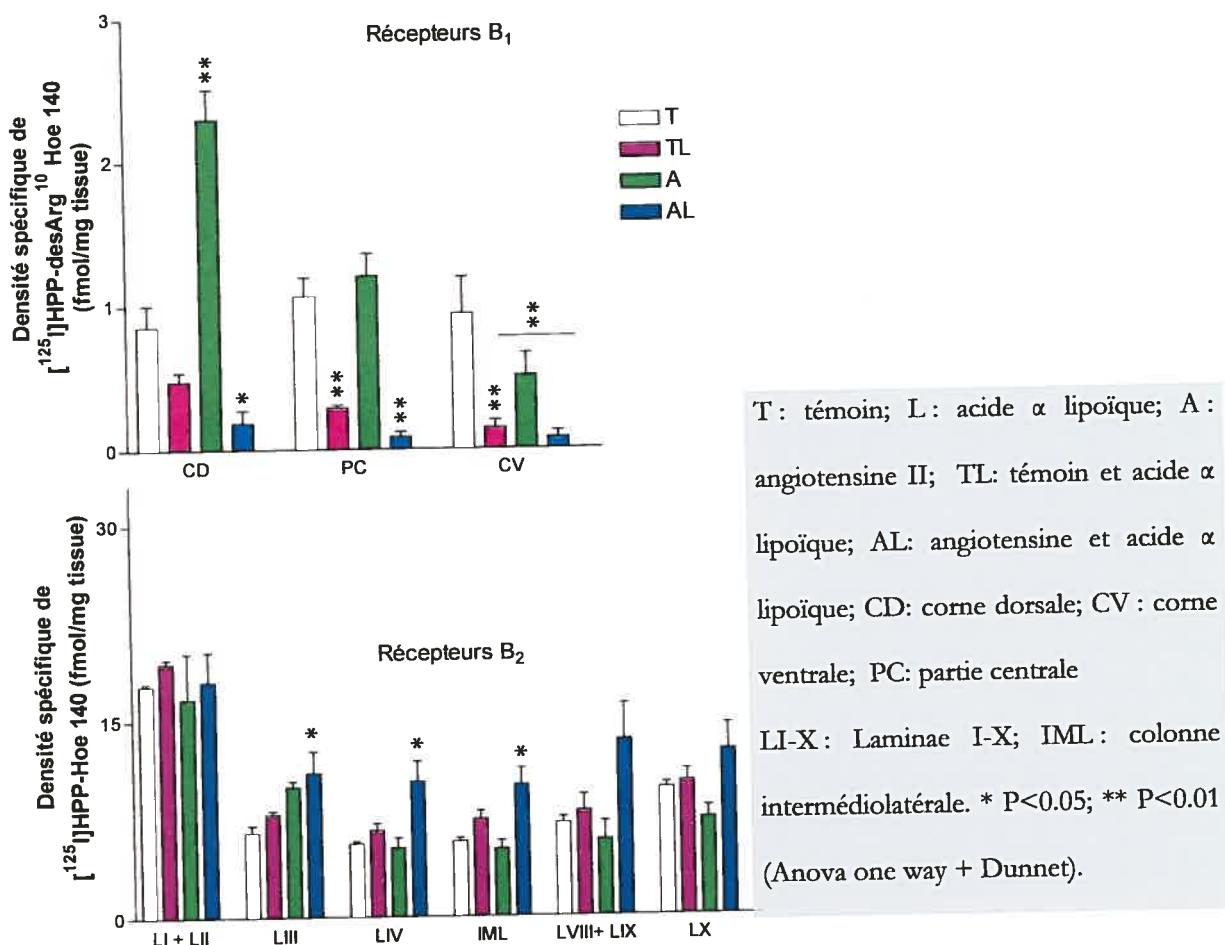 Récepteurs B1
Densité spécifique de
[125I]HPP-desArg10 Hoe 140
(fmol/mg tissue)
3
2
1
0
**
*
**
**
**
**
T
TL
A
AL
CD
PC
CV
Récepteurs B2
Densité spécifique de
[125I]HPP-Hoe 140 (fmol/mg tissue)
30
15
0
*
*
*
LI + LII
LIII
LIV
IML
LVIII+ LIX
LX
T : témoin; L : acide α lipoïque; A :
angiotensine II; TL: témoin et acide α
lipoïque; AL: angiotensine et acide α
lipoïque; CD: corne dorsale; CV : corne
ventrale; PC: partie centrale
LI-X : Laminae I-X; IML : colonne
intermédiolatérale. * P<0.05; ** P<0.01
(Anova one way + Dunnet).